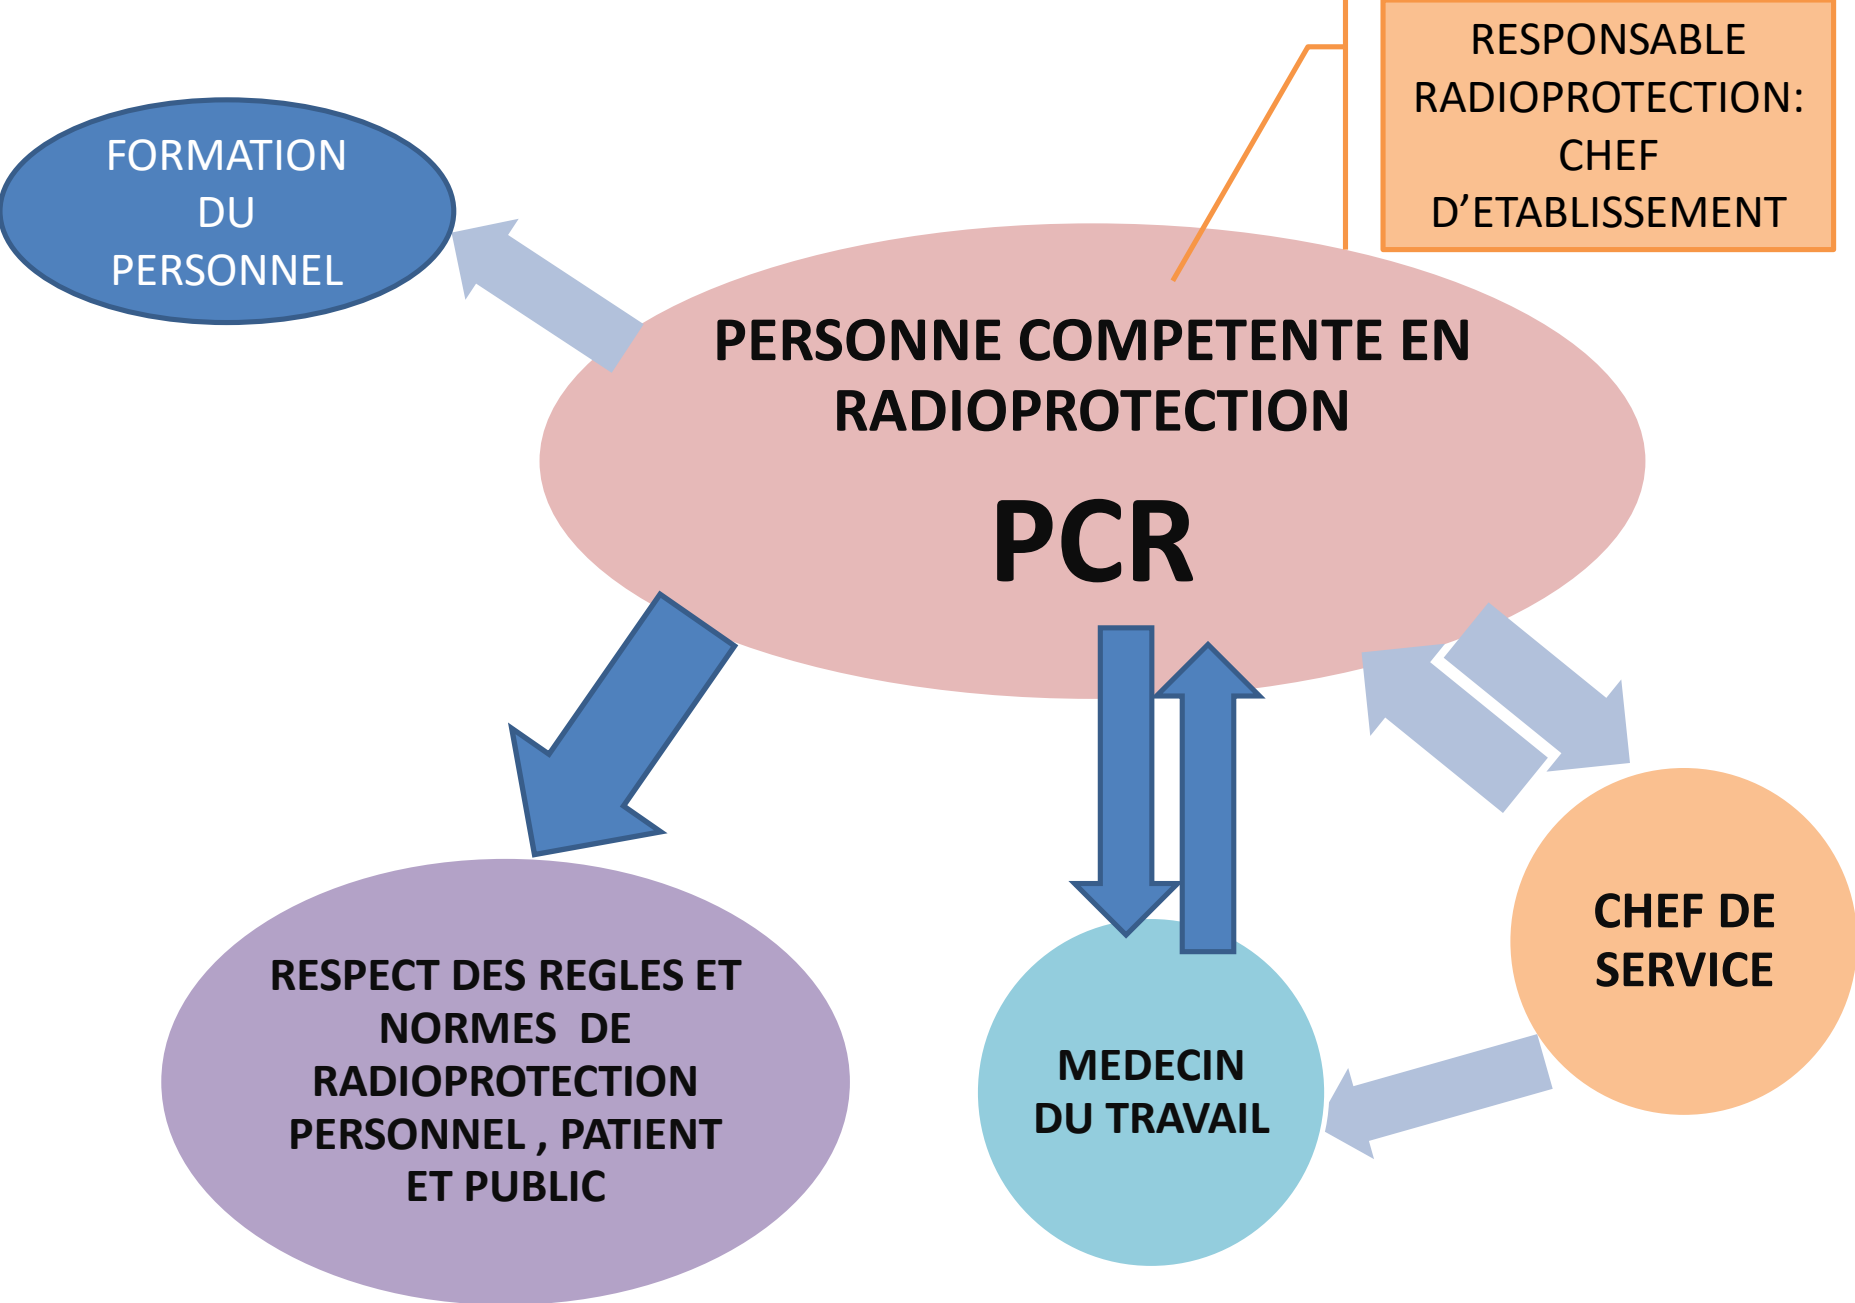 RESPONSABLE
RADIOPROTECTION:
CHEF
D’ETABLISSEMENT
FORMATION
DU
PERSONNEL
PERSONNE COMPETENTE EN
RADIOPROTECTION
PCR
CHEF DE
SERVICE
RESPECT DES REGLES ET
NORMES  DE
RADIOPROTECTION
PERSONNEL , PATIENT
ET PUBLIC
MEDECIN
DU TRAVAIL